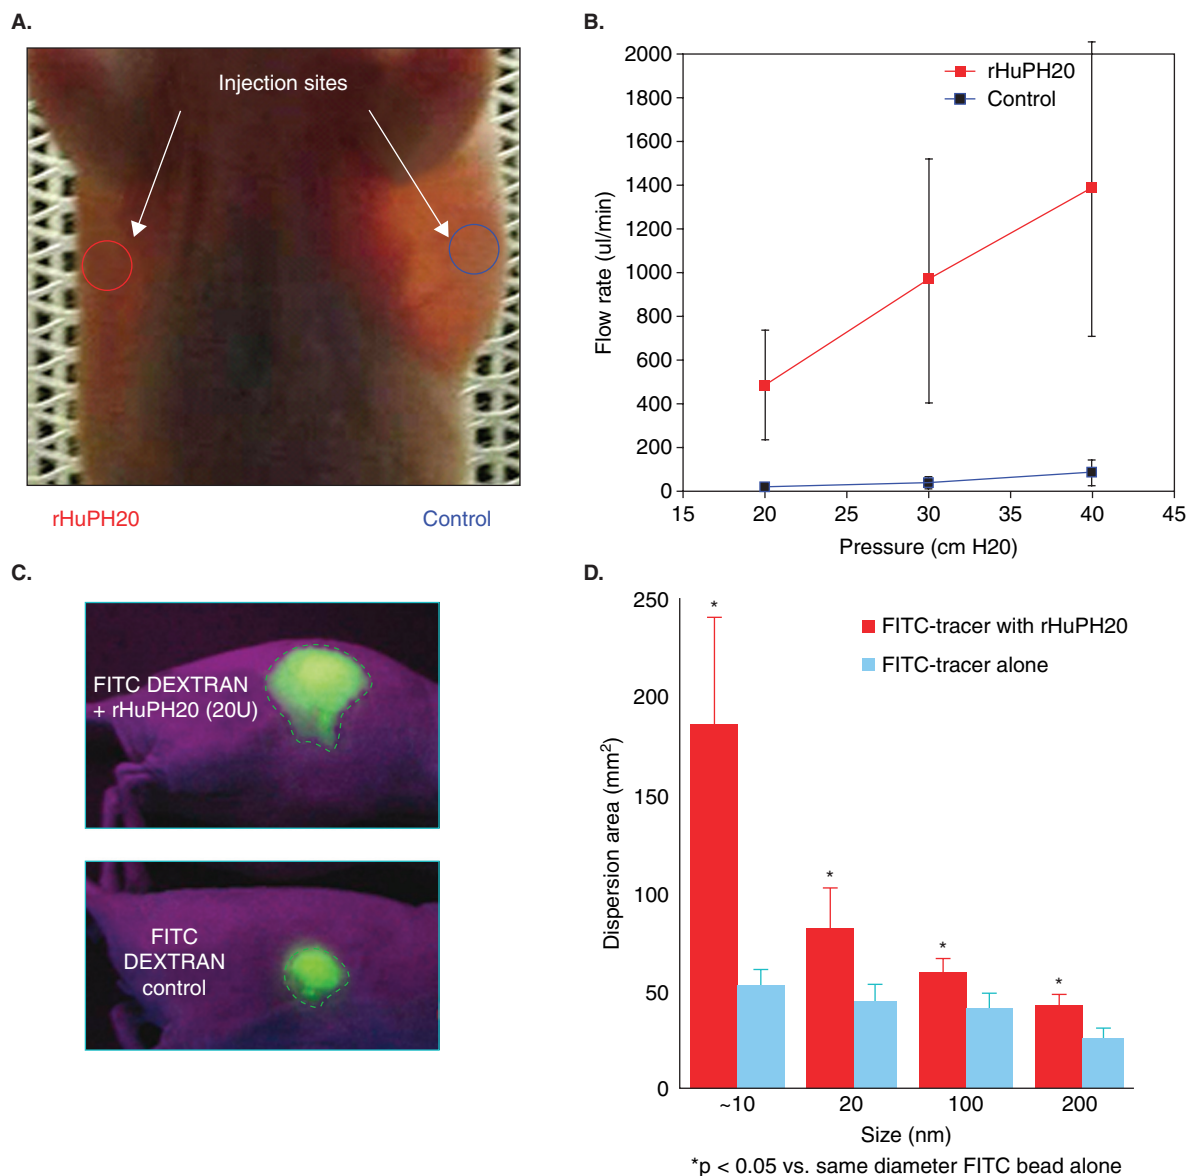 A.
Injection sites
rHuPH20
Control
B.
2000
1800
1600
1400
1200
1000
800
600
400
200
0
15
20
25
30
35
40
45
Flow rate (ul/min)
Pressure (cm H20)
rHuPH20
Control
C.
FITC DEXTRAN
+ rHuPH20 (20U)
FITC
DEXTRAN
control
D.
250
200
150
100
50
0
Dispersion area (mm²)
*
*
*
*
FITC-tracer with rHuPH20
FITC-tracer alone
~10
20
100
200
Size (nm)
*p < 0.05 vs. same diameter FITC bead alone